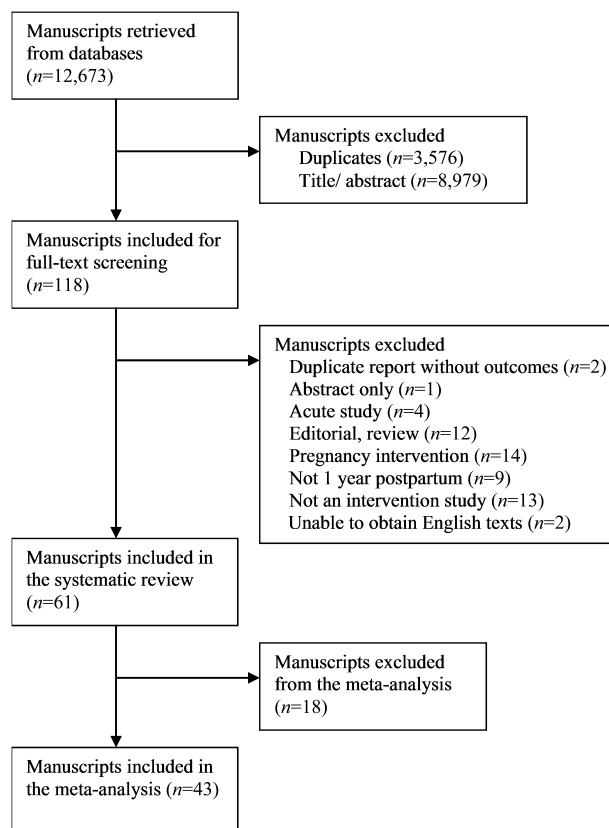 Manuscripts retrieved
from databases
(n=12,673)
Manuscripts excluded
Duplicates (n=3,576)
Title/ abstract (n=8,979)
Manuscripts included for
full-text screening
(n=118)
Manuscripts excluded
Duplicate report without outcomes (n=2)
Abstract only (n=1)
Acute study (n=4)
Editorial, review (n=12)
Pregnancy intervention (n=14)
Not 1 year postpartum (n=9)
Not an intervention study (n=13)
Unable to obtain English texts (n=2)
Manuscripts included in
the systematic review
(n=61)
Manuscripts excluded
from the meta-analysis
(n=18)
Manuscripts included in
the meta-analysis (n=43)